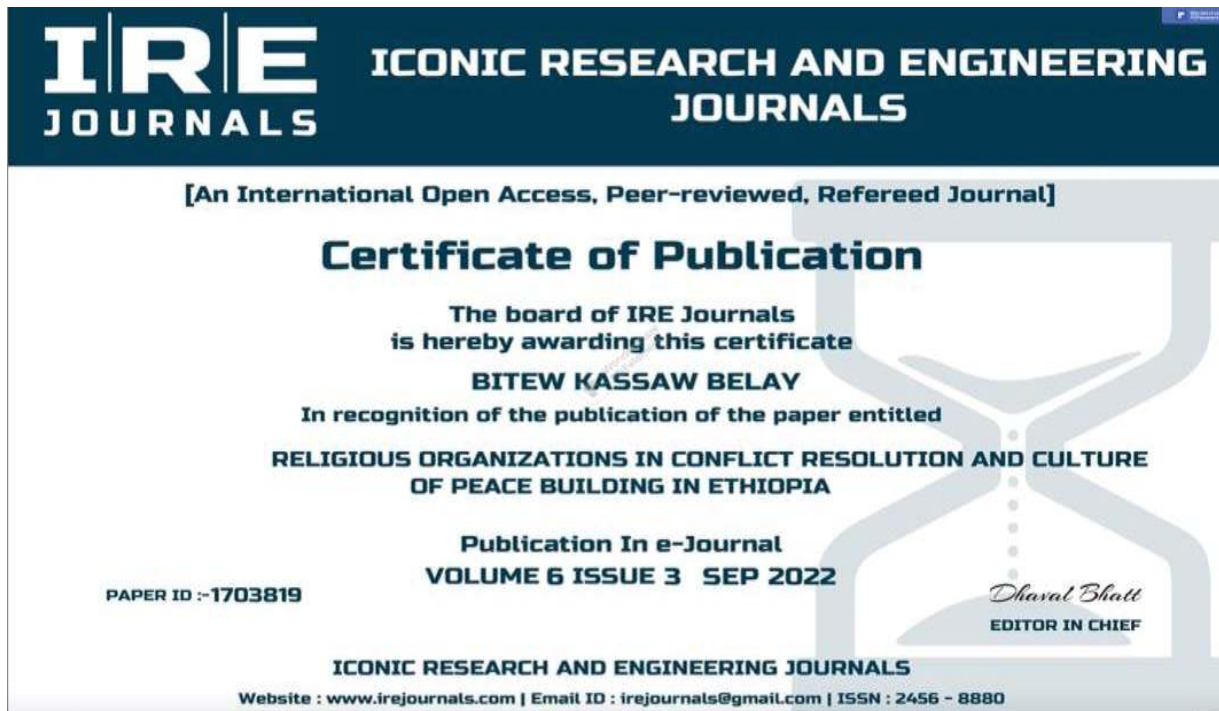 IRE
JOURNALS
ICONIC RESEARCH AND ENGINEERING
JOURNALS
[An International Open Access, Peer-reviewed, Refereed Journal]
Certificate of Publication
The board of IRE Journals
is hereby awarding this certificate
BITEW KASSAW BELAY
In recognition of the publication of the paper entitled
RELIGIOUS ORGANIZATIONS IN CONFLICT RESOLUTION AND CULTURE
OF PEACE BUILDING IN ETHIOPIA
Publication In e-Journal
VOLUME 6 ISSUE 3 SEP 2022
PAPER ID :-1703819
Dhaval Bhatt
EDITOR IN CHIEF
ICONIC RESEARCH AND ENGINEERING JOURNALS
Website : www.irejournals.com | Email ID : irejournals@gmail.com | ISSN : 2456 - 8880